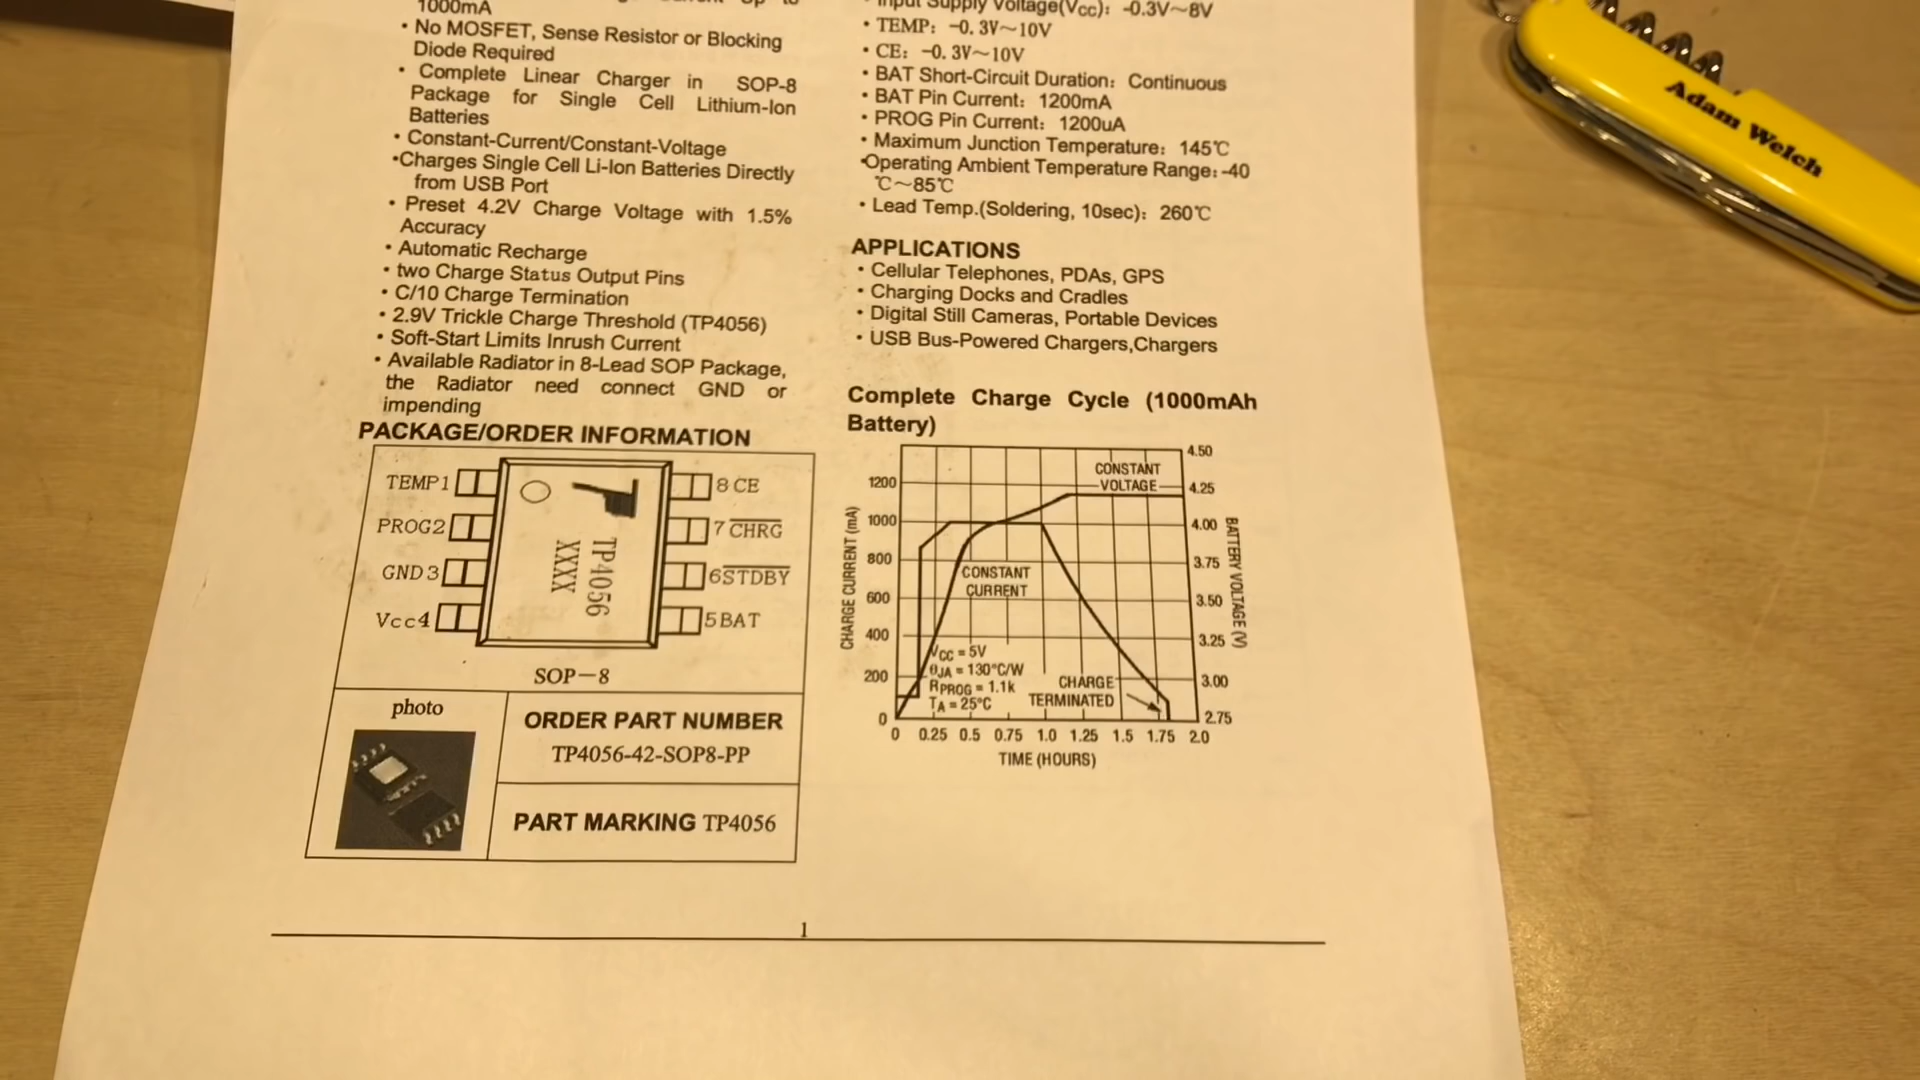 1000mA
• No MOSFET, Sense Resistor or Blocking
Diode Required
• Complete Linear Charger in SOP-8
Package for Single Cell Lithium-Ion
Batteries
• Constant-Current/Constant-Voltage
•Charges Single Cell Li-Ion Batteries Directly
from USB Port
• Preset 4.2V Charge Voltage with 1.5%
Accuracy
• Automatic Recharge
• two Charge Status Output Pins
• C/10 Charge Termination
• 2.9V Trickle Charge Threshold (TP4056)
• Soft-Start Limits Inrush Current
• Available Radiator in 8-Lead SOP Package,
the Radiator need connect GND or
impending
PACKAGE/ORDER INFORMATION
TEMP1
PROG2
GND3
Vcc4
TP4056
XXXX
8CE
7CHRG
6STDBY
5BAT
SOP-8
photo
ORDER PART NUMBER
TP4056-42-SOP8-PP
PART MARKING TP4056
• Input Supply Voltage(Vcc): -0.3V~8V
• TEMP: -0.3V~10V
• CE: -0.3V~10V
• BAT Short-Circuit Duration: Continuous
• BAT Pin Current: 1200mA
• PROG Pin Current: 1200uA
• Maximum Junction Temperature: 145℃
•Operating Ambient Temperature Range: -40
℃~85℃
• Lead Temp.(Soldering, 10sec): 260℃
APPLICATIONS
• Cellular Telephones, PDAs, GPS
• Charging Docks and Cradles
• Digital Still Cameras, Portable Devices
• USB Bus-Powered Chargers,Chargers
Complete Charge Cycle (1000mAh
Battery)
CHARGE CURRENT (mA)
1200
1000
800
600
400
200
0
CONSTANT
VOLTAGE
CONSTANT
CURRENT
VCC = 5V
θJA = 130°C/W
RPROG = 1.1k
TA = 25°C
CHARGE
TERMINATED
4.50
4.25
4.00
3.75
3.50
3.25
3.00
2.75
BATTERY VOLTAGE (V)
0 0.25 0.5 0.75 1.0 1.25 1.5 1.75 2.0
TIME (HOURS)
1
Adam Welch